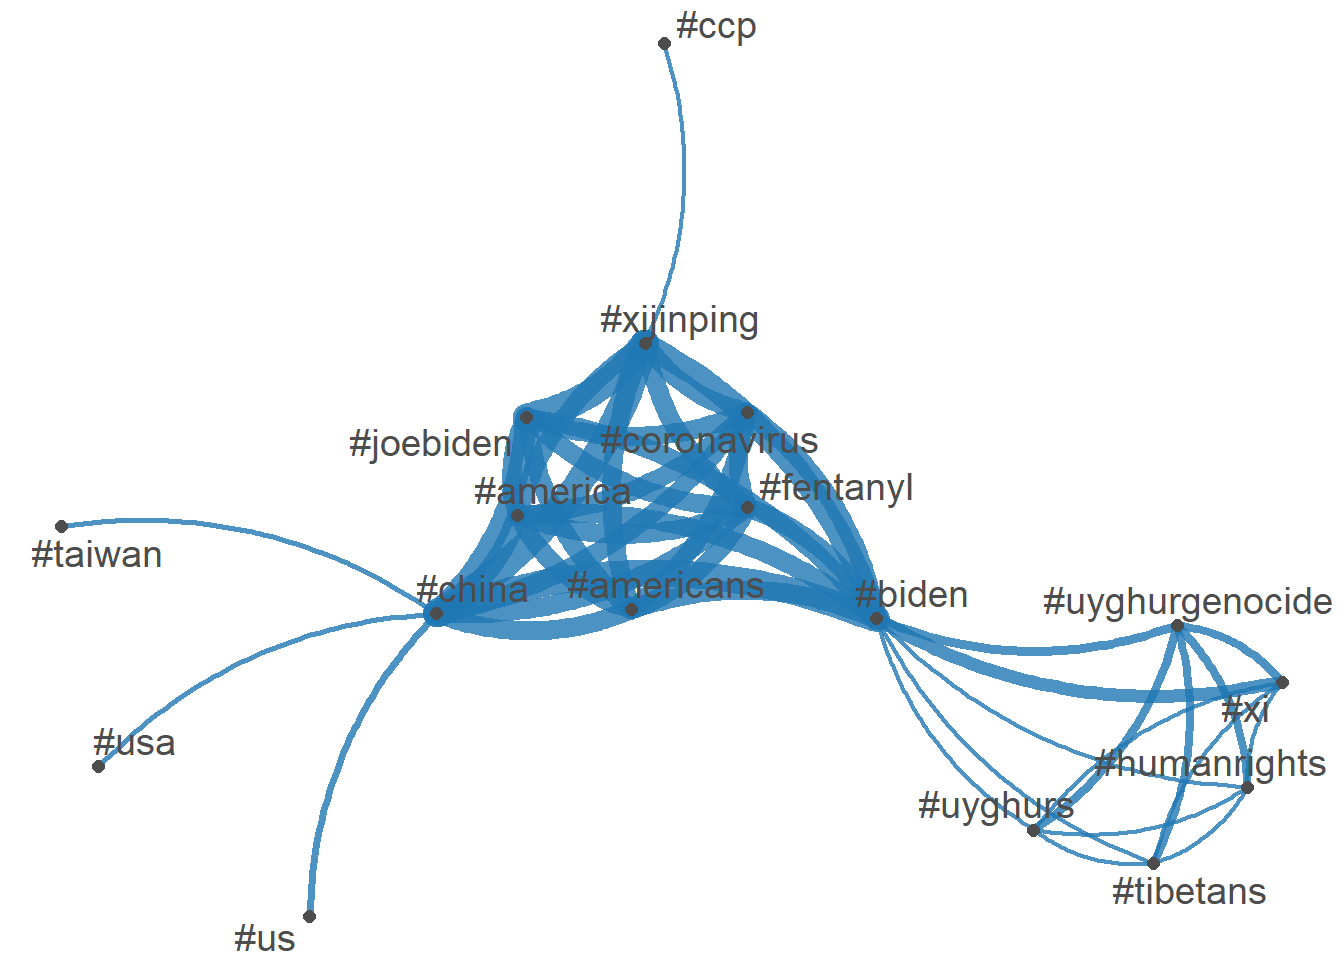 #ccp
#xijinping
#joebiden
#coronavirus
#america
#fentanyl
#taiwan
#china
#americans
#biden
#uyghurgenocide
#xi
#usa
#humanrights
#uyghurs
#tibetans
#us